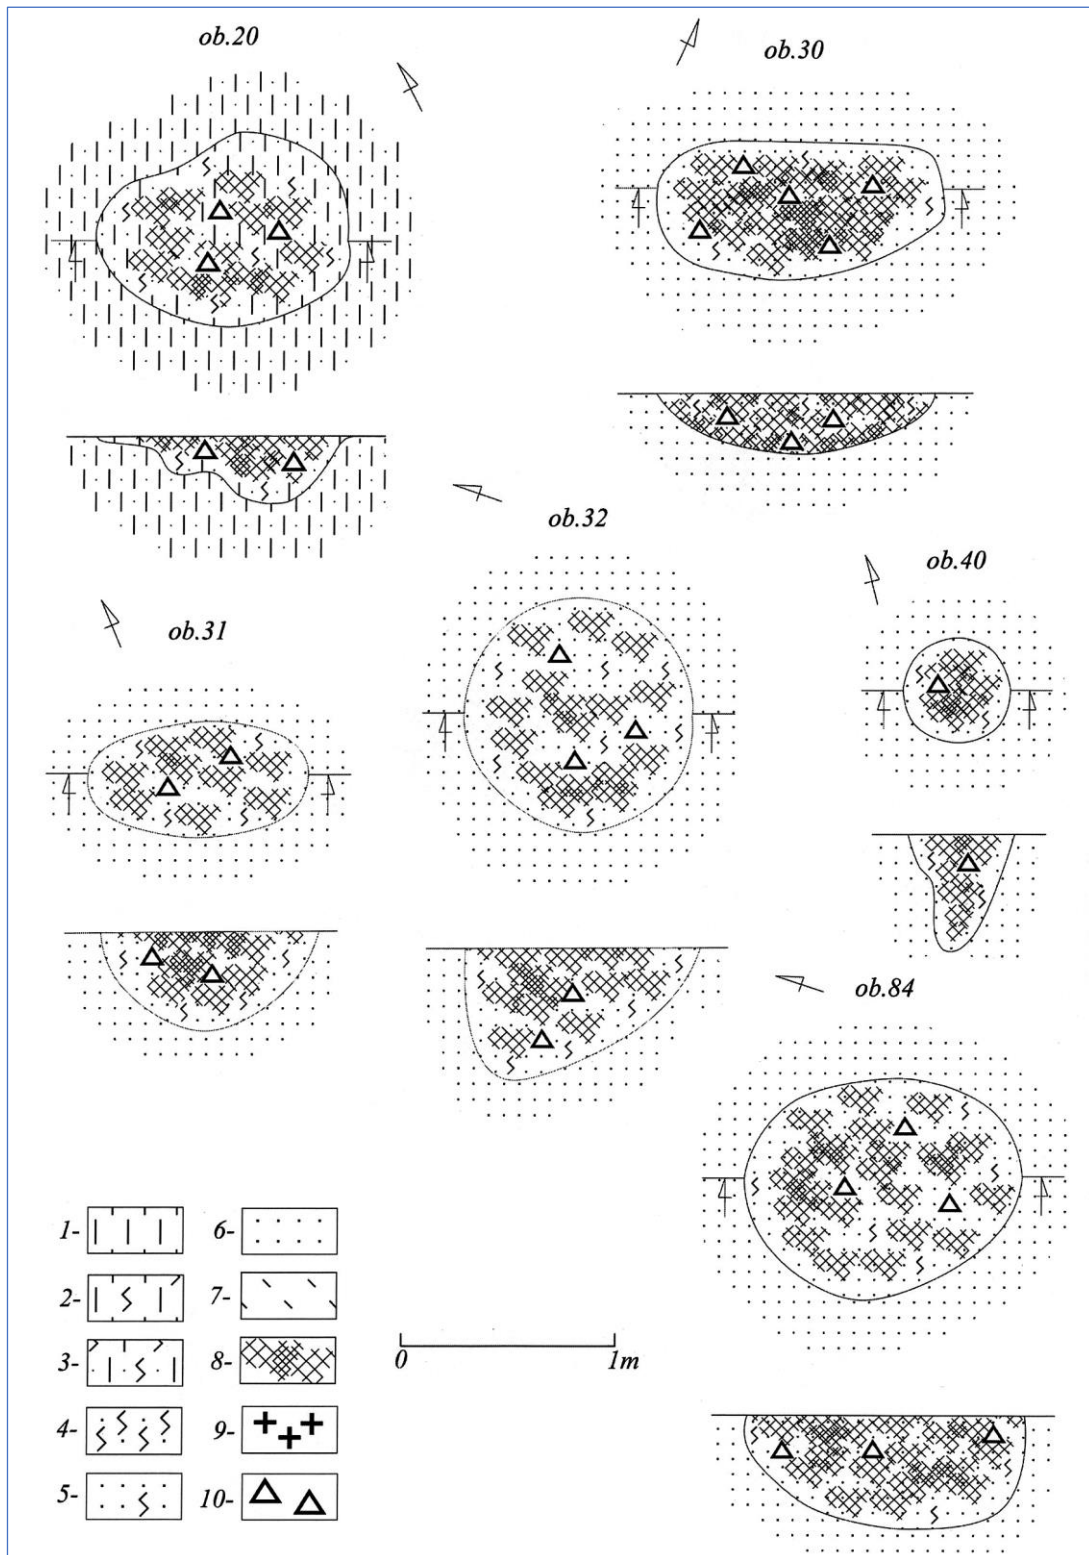 ob.20
ob.30
ob.32
ob.40
ob.31
ob.84
1-
6-
2-
7-
3-
8-
4-
9-
5-
10-
0
1m